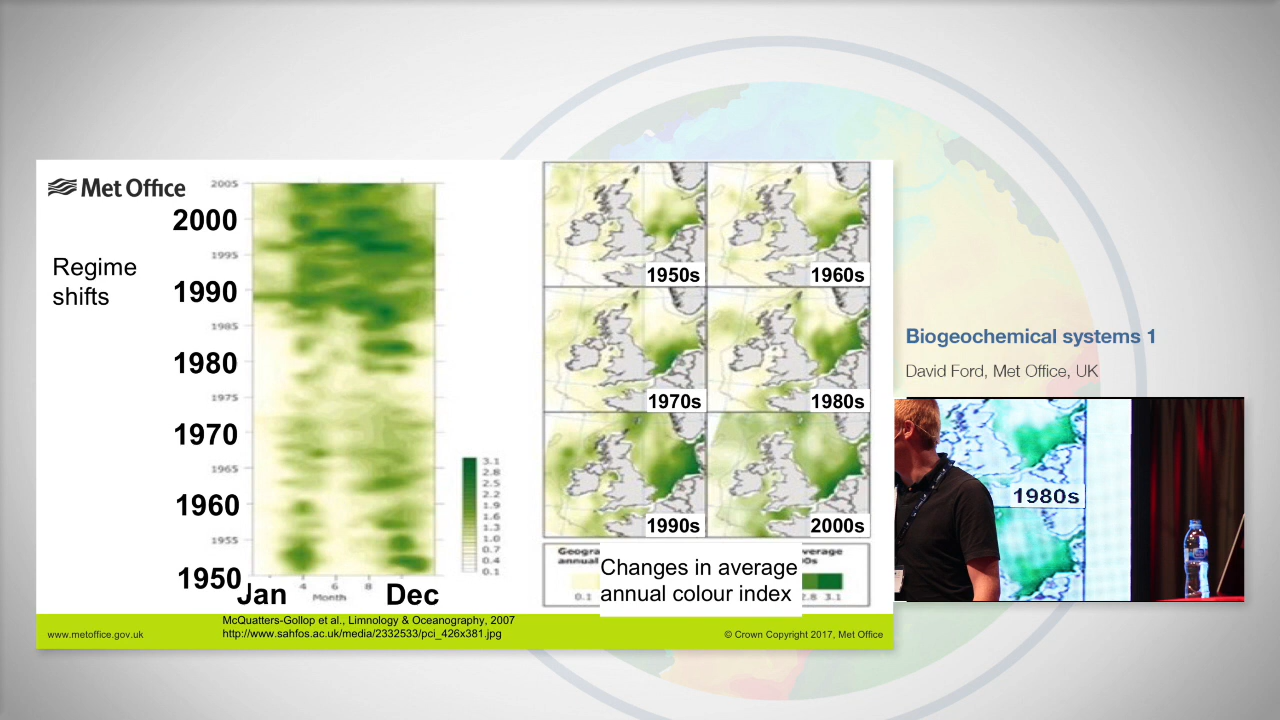 Met Office
Regime
shifts
2005
2000
1995
1990
1985
1980
1975
1970
1965
1960
1955
1950
Jan
4
6
8
Dec
Month
3.1
2.8
2.5
2.2
1.9
1.6
1.3
1.0
0.7
0.4
0.1
1950s
1960s
1970s
1980s
1990s
2000s
Changes in average
annual colour index
0.1
2.8 3.1
McQuatters-Gollop et al., Limnology & Oceanography, 2007
http://www.sahfos.ac.uk/media/2332533/pci_426x381.jpg
www.metoffice.gov.uk
© Crown Copyright 2017, Met Office
Biogeochemical systems 1
David Ford, Met Office, UK
1980s